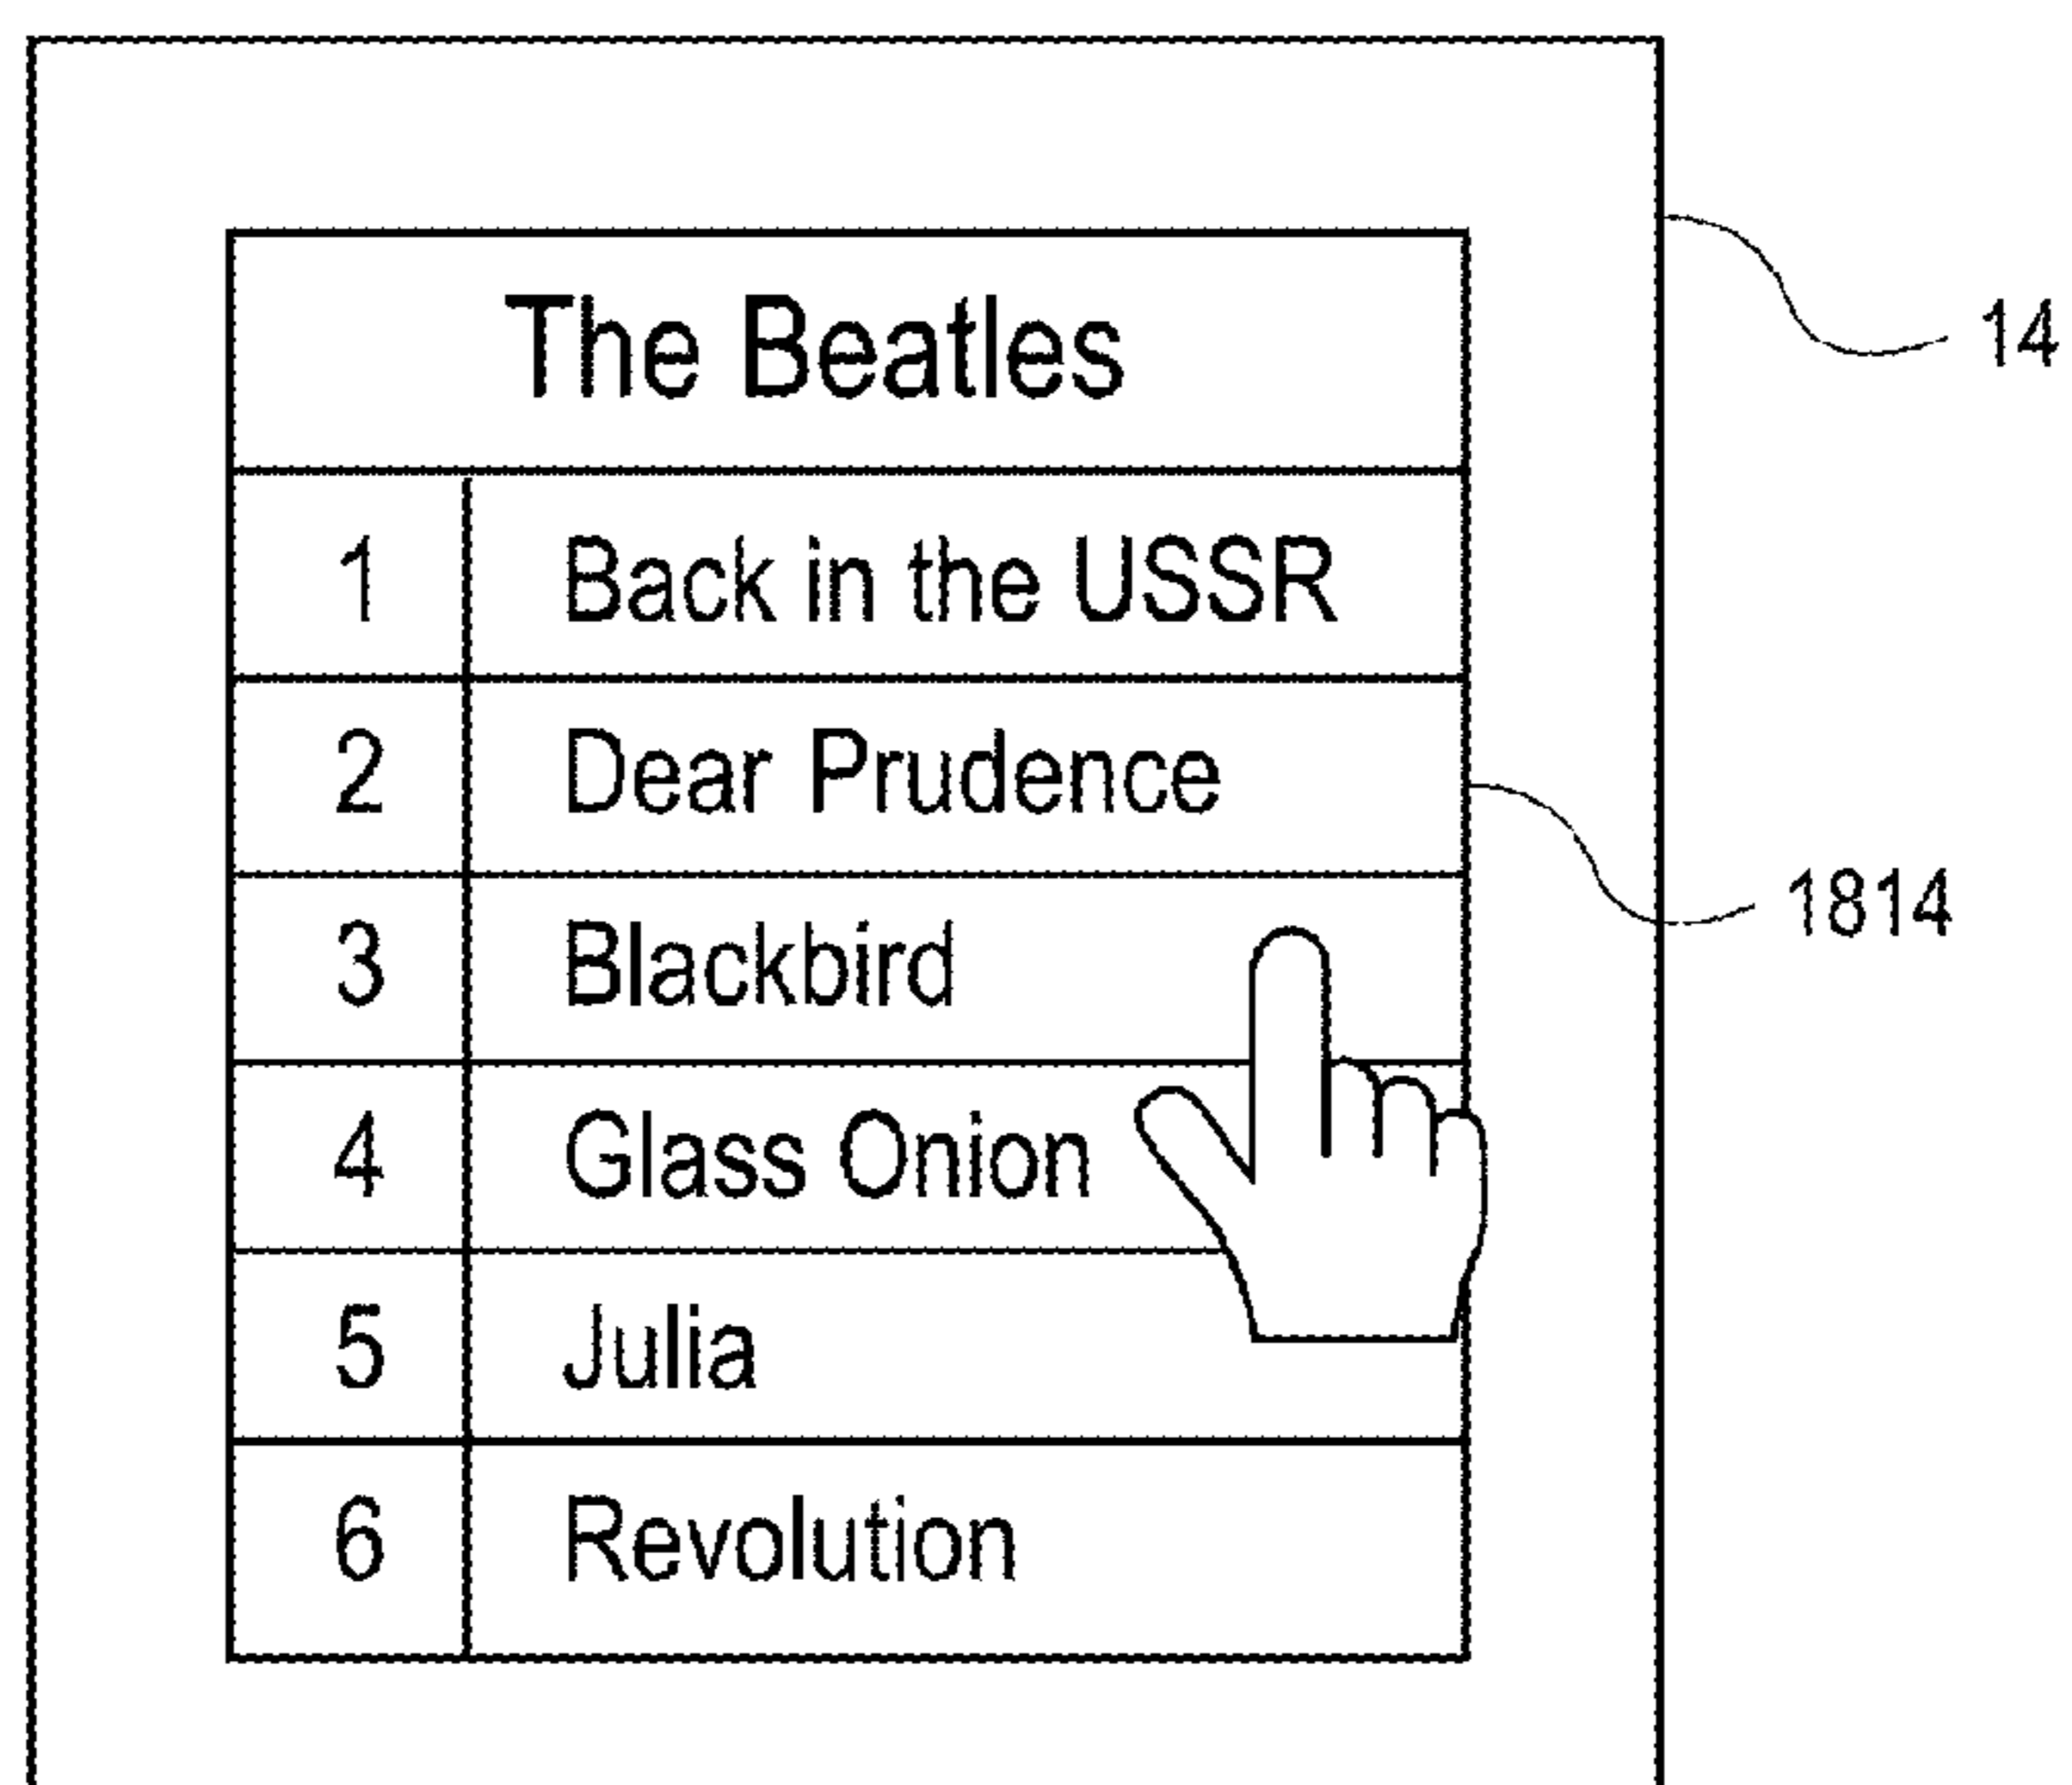 The Beatles
14
1 Back in the USSR
2 Dear Prudence
1814
3 Blackbird
4 Glass Onion
5 Julia
6 Revolution